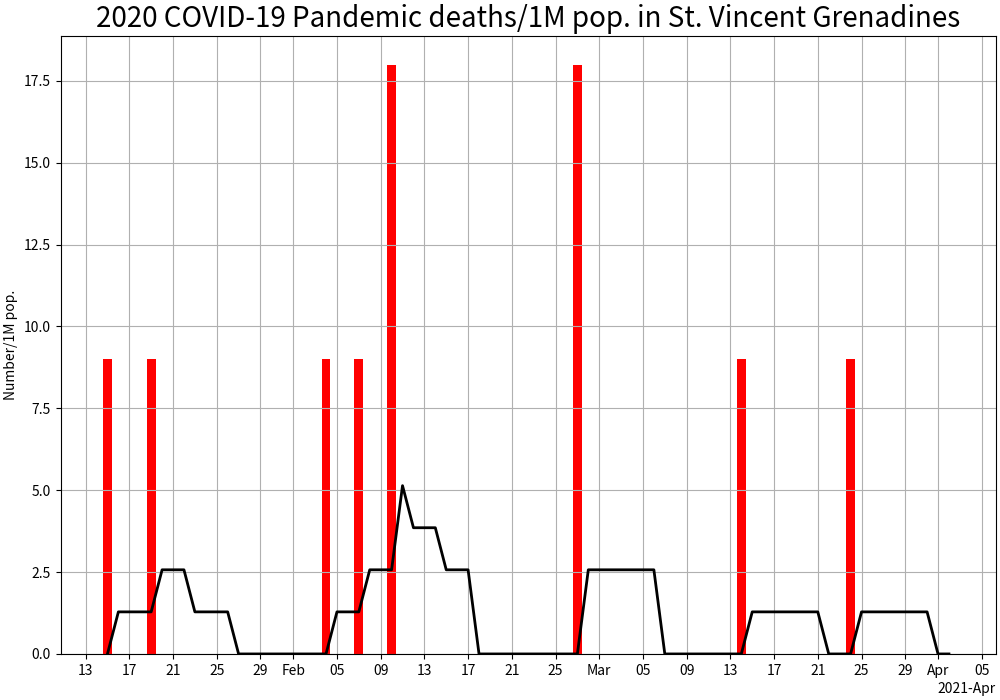 2020 COVID-19 Pandemic deaths/1M pop. in St. Vincent Grenadines
Number/1M pop.
17.5
15.0
12.5
10.0
7.5
5.0
2.5
0.0
13 17 21 25 29 Feb 05 09 13 17 21 25 Mar 05 09 13 17 21 25 29 Apr 05
2021-Apr